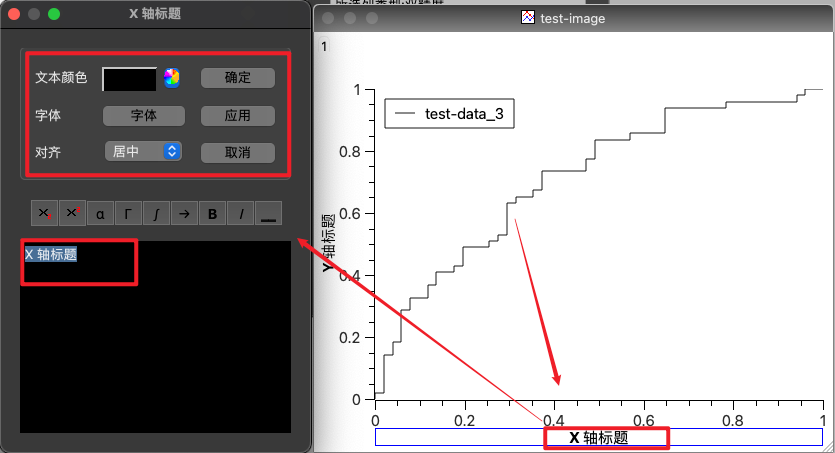 X 轴标题
文本颜色
确定
字体
字体
应用
对齐
居中
取消
α Γ ∫ → B I
X 轴标题
test-image
1
test-data_3
1
0.8
0.6
0.4
0.2
0
Y 轴标题
0 0.2 0.4 0.6 0.8 1
X 轴标题